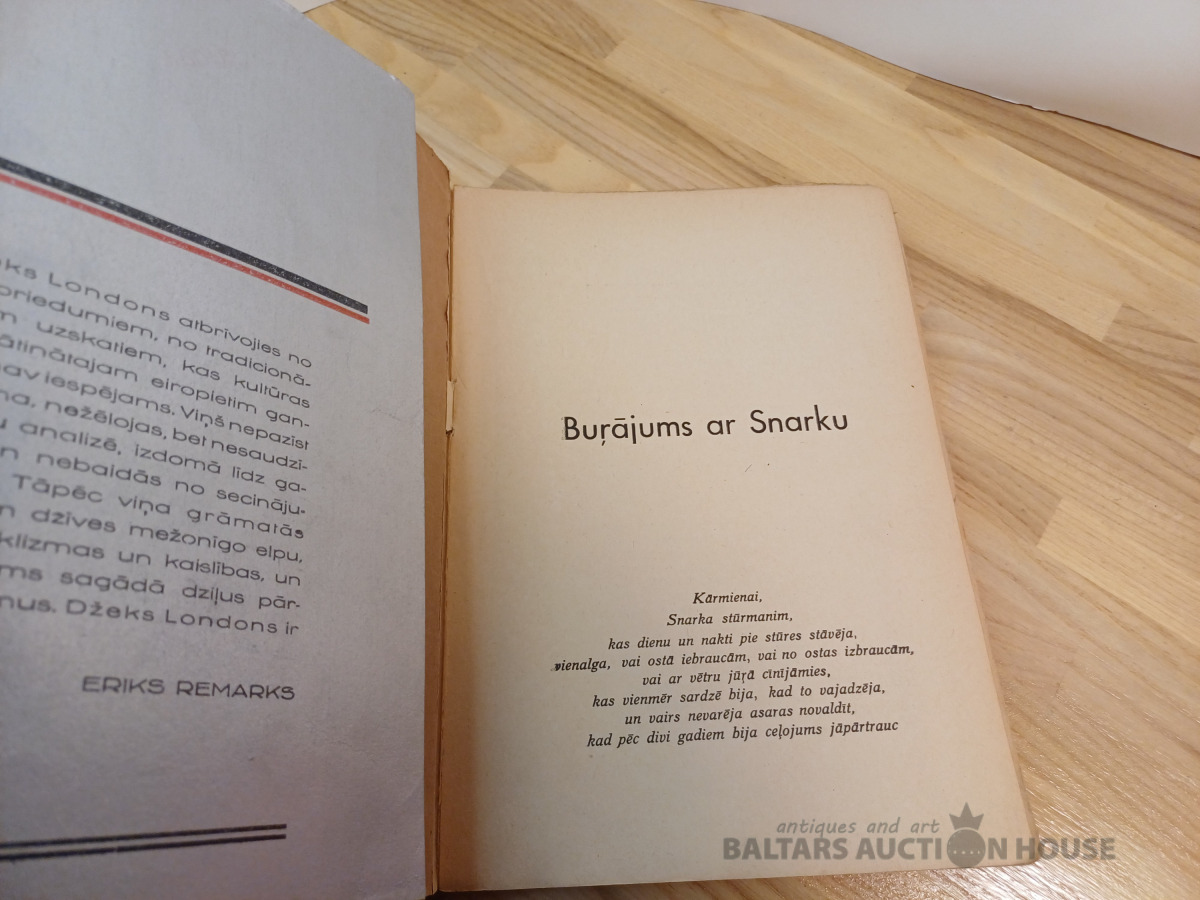 ks Londons atbrīvojies no
priedumiem, no tradicionā-
uzskatiem, kas kultūras
ātinātajam eiropietim gan-
nav iespējams. Viņš nepazīst
na, nežēlojas, bet nesaudzī-
u analizē, izdomā līdz ga-
n nebaidās no secināju-
Tāpēc viņa grāmatās
n dzīves mežonīgo elpu,
klizmas un kaislības, un
ms sagādā dziļus pār-
mus. Džeks Londons ir
ERIKS REMARKS
Buŗājums ar Snarku
Kārmienai,
Snarka stūrmanim,
kas dienu un nakti pie stūres stāvēja,
vienalga, vai ostā iebraucām, vai no ostas izbraucām,
vai ar vētru jūŗā cīnījāmies,
kas vienmēr sardzē bija, kad to vajadzēja,
un vairs nevarēja asaras novaldīt,
kad pēc divi gadiem bija ceļojums jāpārtrauc
antiques and art
BALTARS AUCTION HOUSE